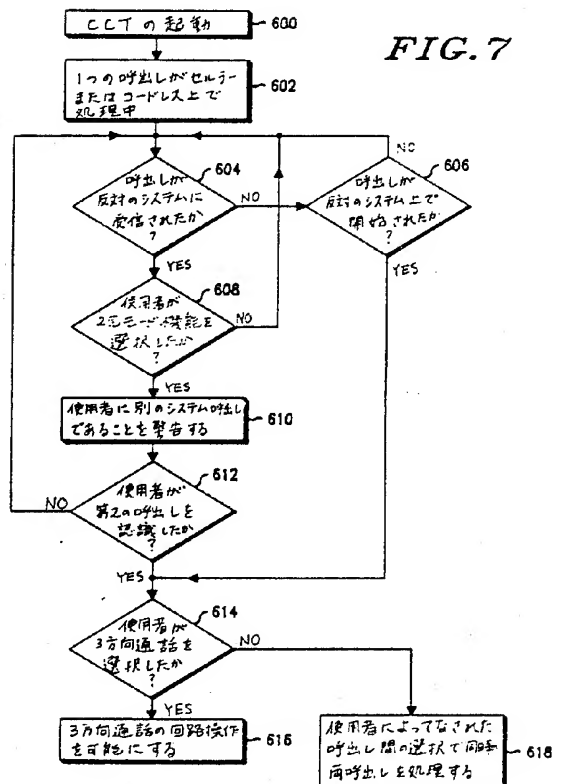 FIG. 7
CCTの起動
600
1つの呼出しがセルラー
またはコードレス上で
処理中
602
呼出しが
反対のシステムに
受信されたか
?
604
NO
YES
呼出しが
反対のシステム上で
開始されたか
?
606
NO
YES
使用者が
2重モード機能を
選択したか
?
608
NO
YES
使用者に別のシステム呼出し
であることを警告する
610
使用者が
第2の呼出しを
認識したか
?
612
NO
YES
使用者が
3方向通話を
選択したか
?
614
NO
YES
3方向通話の回路操作
を可能にする
616
使用者によってなされた
呼出し間の選択で
両呼出しを処理する
618